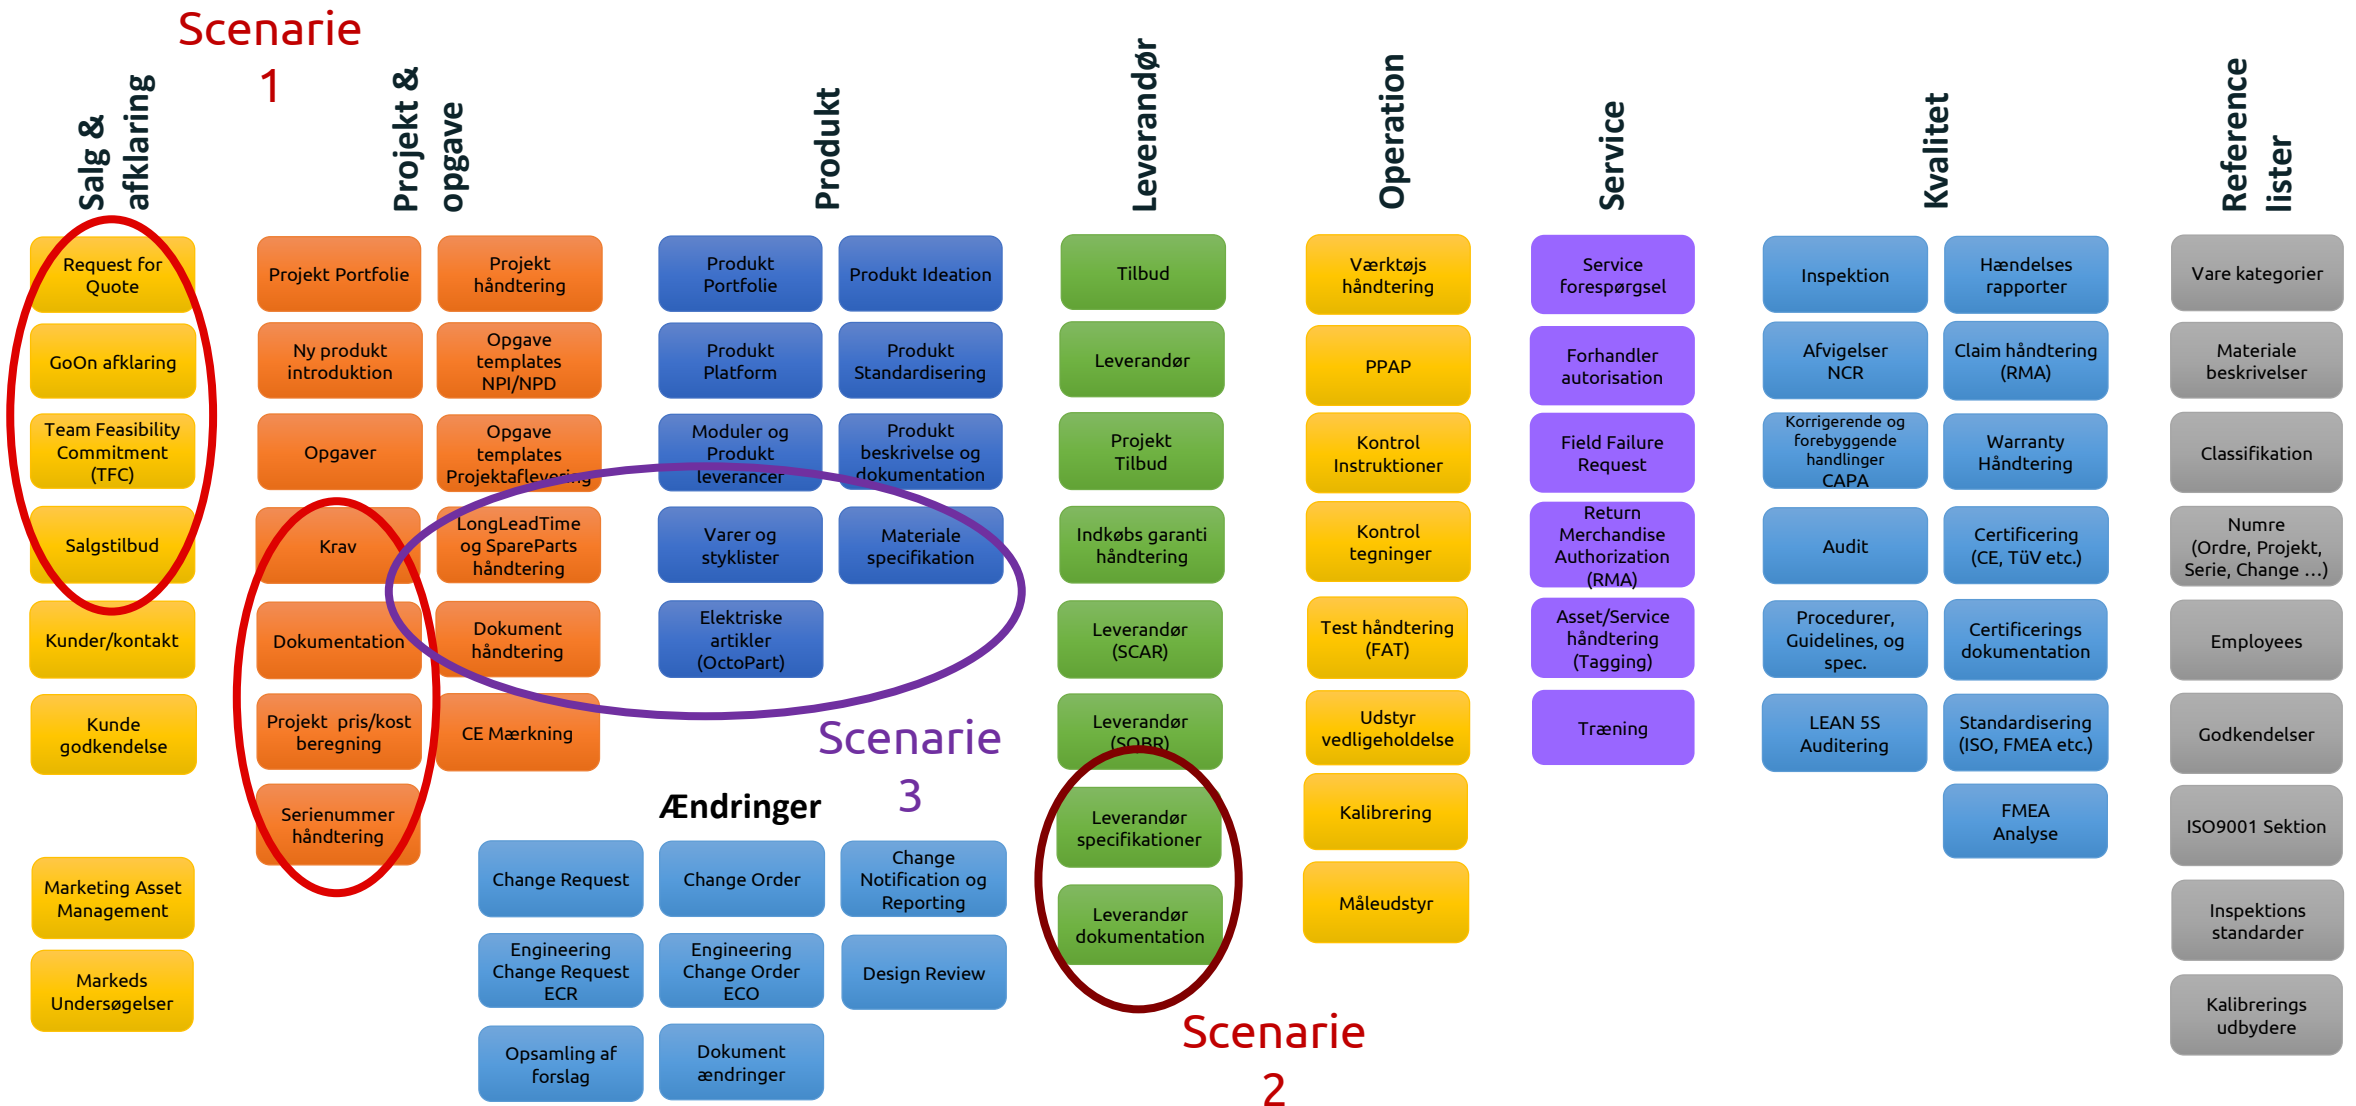 Scenarie
1
Salg &
afklaring
Projekt &
opgave
Produkt
Leverandør
Operation
Service
Kvalitet
Reference
lister
Request for
Quote
GoOn afklaring
Team Feasibility
Commitment
(TFC)
Salgstilbud
Kunder/kontakt
Kunde
godkendelse
Marketing Asset
Management
Markeds
Undersøgelser
Projekt Portfolie
Ny produkt
introduktion
Opgaver
Krav
Dokumentation
Projekt pris/kost
beregning
Serienummer
håndtering
Projekt
håndtering
Opgave
templates
NPI/NPD
Opgave
templates
Projektaflevering
LongLeadTime
og SpareParts
håndtering
Dokument
håndtering
CE Mærkning
Produkt
Portfolie
Produkt
Platform
Moduler og
Produkt
leverancer
Varer og
styklister
Elektriske
artikler
(OctoPart)
Produkt Ideation
Produkt
Standardisering
Produkt
beskrivelse og
dokumentation
Materiale
specifikation
Scenarie
3
Ændringer
Change Request
Change Order
Change
Notification og
Reporting
Engineering
Change Request
ECR
Engineering
Change Order
ECO
Design Review
Opsamling af
forslag
Dokument
ændringer
Tilbud
Leverandør
Projekt
Tilbud
Indkøbs garanti
håndtering
Leverandør
(SCAR)
Leverandør
(SOBR)
Leverandør
specifikationer
Leverandør
dokumentation
Scenarie
2
Værktøjs
håndtering
PPAP
Kontrol
Instruktioner
Kontrol
tegninger
Test håndtering
(FAT)
Udstyr
vedligeholdelse
Kalibrering
Måleudstyr
Service
forespørgsel
Forhandler
autorisation
Field Failure
Request
Return
Merchandise
Authorization
(RMA)
Asset/Service
håndtering
(Tagging)
Træning
Inspektion
Afvigelser
NCR
Korrigerende og
forebyggende
handlinger
CAPA
Audit
Procedurer,
Guidelines, og
spec.
LEAN 5S
Auditering
Hændelses
rapporter
Claim håndtering
(RMA)
Warranty
Håndtering
Certificering
(CE, TüV etc.)
Certificerings
dokumentation
Standardisering
(ISO, FMEA etc.)
FMEA
Analyse
Vare kategorier
Materiale
beskrivelser
Classifikation
Numre
(Ordre, Projekt,
Serie, Change ...)
Employees
Godkendelser
ISO9001 Sektion
Inspektions
standarder
Kalibrerings
udbydere